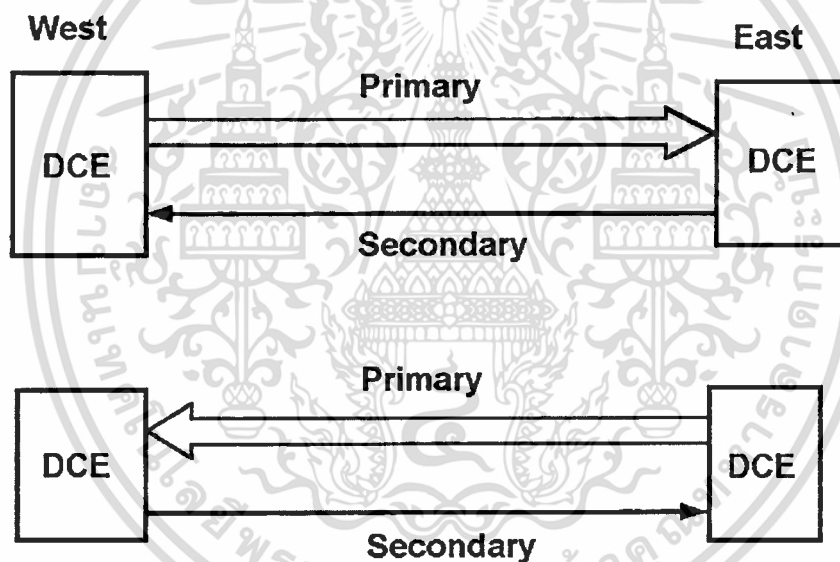 West
East
Primary
DCE
DCE
Secondary
Primary
DCE
DCE
Secondary